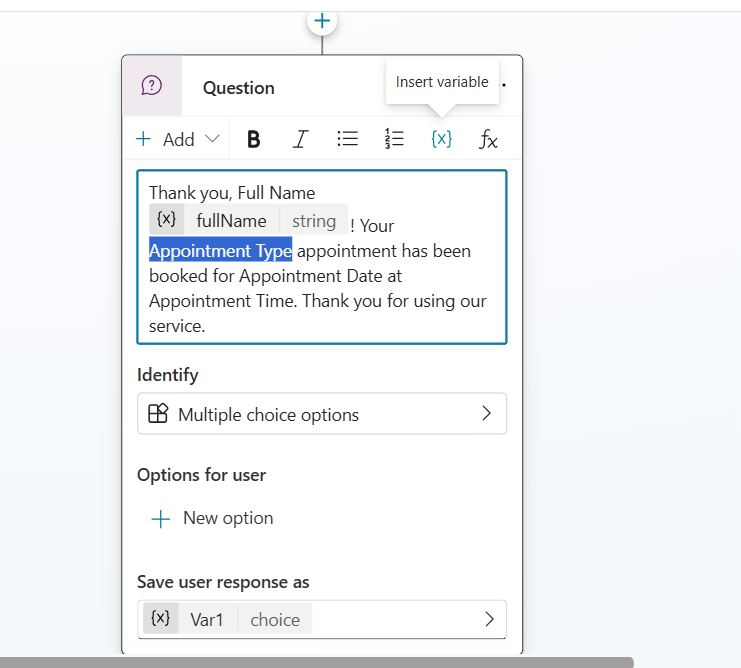 Question
Insert variable
Add
B
I
{x}
fx
Thank you, Full Name
{x} fullName string ! Your
Appointment Type appointment has been
booked for Appointment Date at
Appointment Time. Thank you for using our
service.
Identify
Multiple choice options
Options for user
New option
Save user response as
{x} Var1 choice